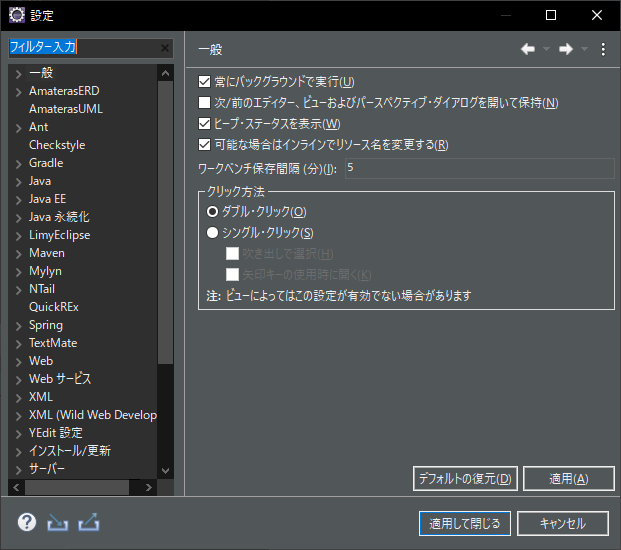 設定
フィルター入力
一般
AmaterasERD
AmaterasUML
Ant
Checkstyle
Gradle
Java
Java EE
Java 永続化
LimyEclipse
Maven
Mylyn
NTail
QuickREx
Spring
TextMate
Web
Web サービス
XML
XML (Wild Web Develop
YEdit 設定
インストール/更新
サーバー
一般
常にバックグラウンドで実行(U)
次/前のエディター、ビューおよびパースペクティブ・ダイアログを開いて保持(N)
ヒープ・ステータスを表示(W)
可能な場合はインラインでリソース名を変更する(R)
ワークベンチ保存間隔 (分)(I): 5
クリック方法
ダブル・クリック(O)
シングル・クリック(S)
吹き出しで選択(H)
矢印キーの使用時に開く(K)
注: ビューによってはこの設定が有効でない場合があります
デフォルトの復元(D) 適用(A)
適用して閉じる キャンセル